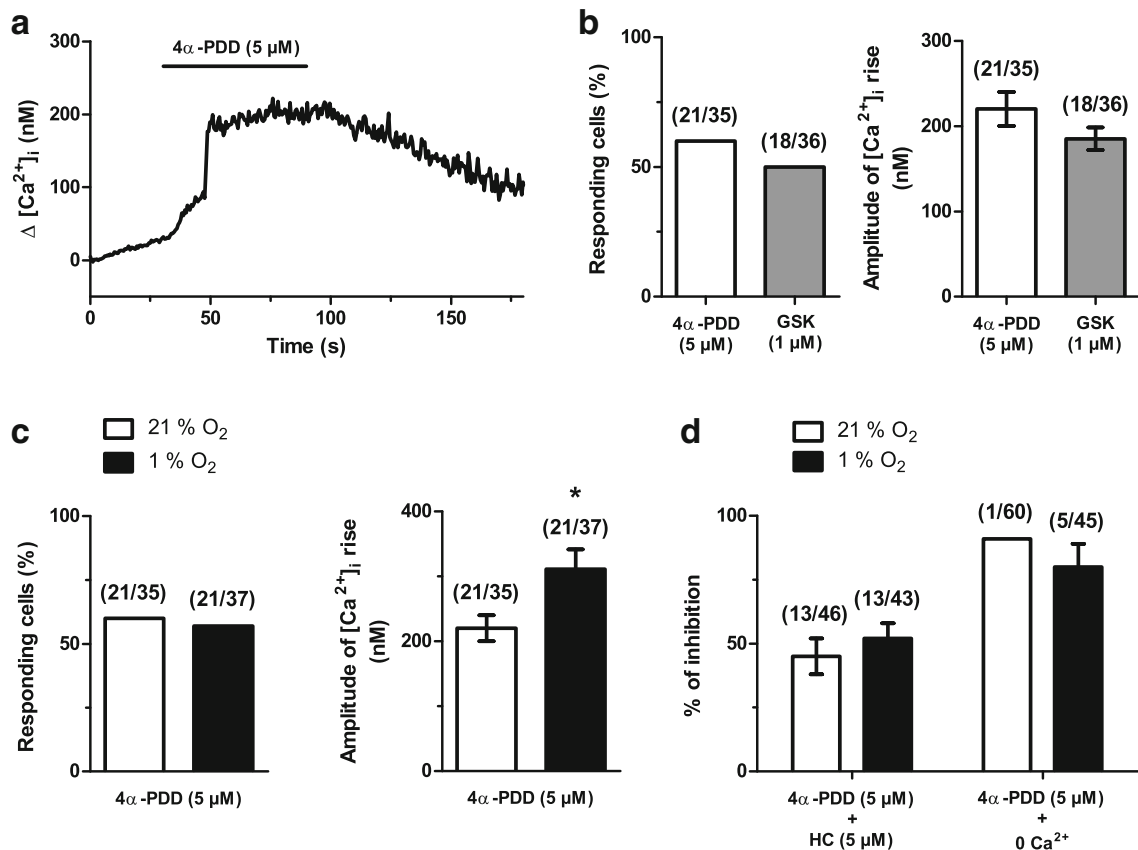 a
4α-PDD (5 µM)
Δ [Ca²⁺]ᵢ (nM)
300
200
100
0
0
50
100
150
Time (s)
b
Responding cells (%)
100
50
0
(21/35)
(18/36)
4α-PDD
(5 µM)
GSK
(1 µM)
Amplitude of [Ca²⁺]ᵢ rise
(nM)
300
200
100
0
(21/35)
(18/36)
4α-PDD
(5 µM)
GSK
(1 µM)
c
21 % O₂
1 % O₂
Responding cells (%)
100
50
0
(21/35)
(21/37)
4α-PDD (5 µM)
Amplitude of [Ca²⁺]ᵢ rise
(nM)
400
200
0
(21/35)
*
(21/37)
4α-PDD (5 µM)
d
21 % O₂
1 % O₂
% of inhibition
100
50
0
(13/46)
(13/43)
(1/60)
(5/45)
4α-PDD (5 µM)
+
HC (5 µM)
4α-PDD (5 µM)
+
0 Ca²⁺